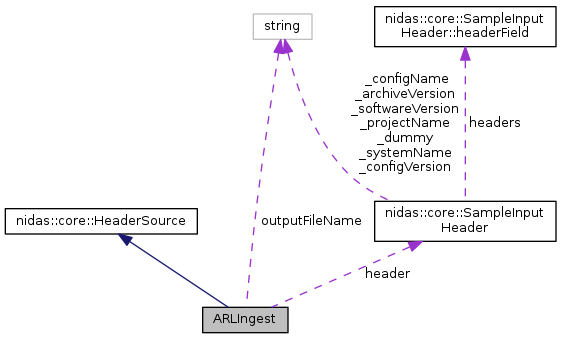 string
nidas::core::SampleInput
Header::headerField
_configName
_archiveVersion
_softwareVersion
_projectName
_dummy
_systemName
_configVersion
headers
nidas::core::HeaderSource
outputFileName
nidas::core::SampleInput
Header
header
ARLIngest